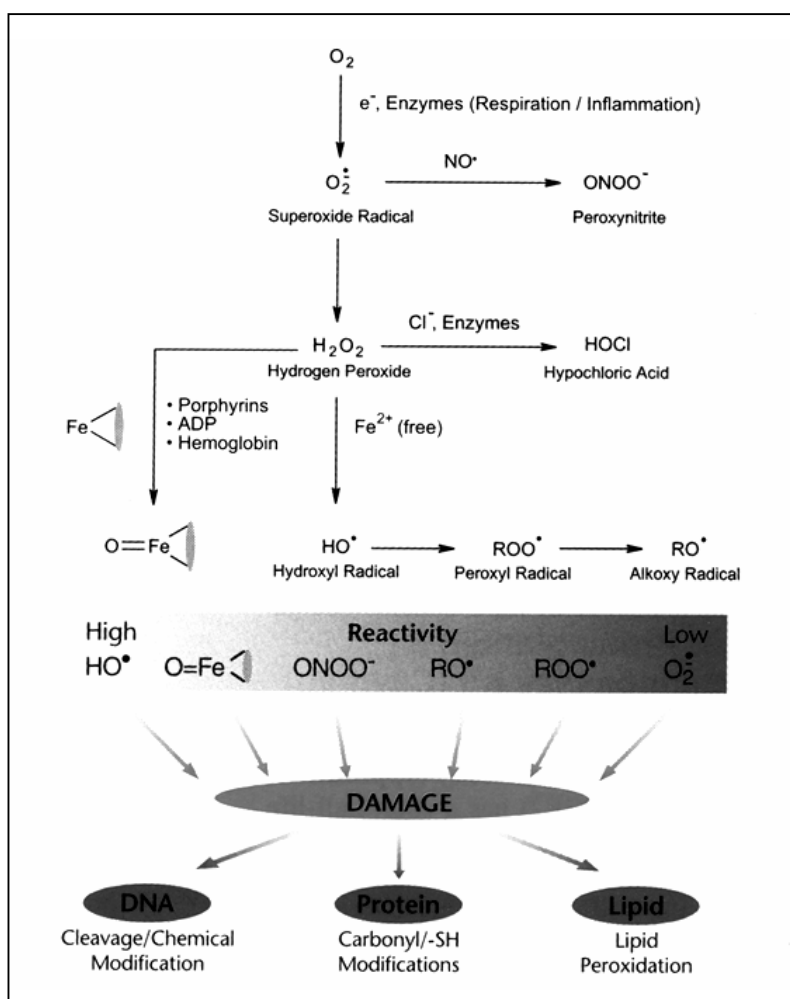 O₂
e⁻, Enzymes (Respiration / Inflammation)
O₂•⁻ NO• ONOO⁻
Superoxide Radical Peroxynitrite
Cl⁻, Enzymes
H₂O₂ HOCl
Hydrogen Peroxide Hypochloric Acid
Fe
• Porphyrins
• ADP
• Hemoglobin
Fe²⁺ (free)
O=Fe HO• ROO• RO•
Hydroxyl Radical Peroxyl Radical Alkoxy Radical
High Reactivity Low
HO• O=Fe ONOO⁻ RO• ROO• O₂•⁻
DAMAGE
DNA Protein Lipid
Cleavage/Chemical
Modification
Carbonyl/-SH
Modifications
Lipid
Peroxidation